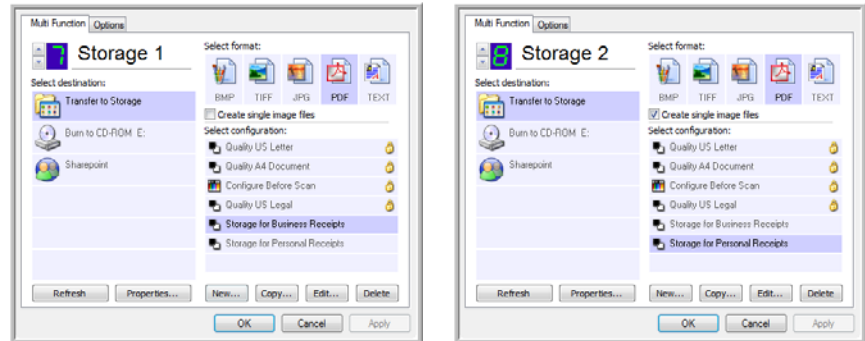 Multi Function Options
7 Storage 1
Select format:
BMP TIFF JPG PDF TEXT
Select destination:
Transfer to Storage
Burn to CD-ROM E:
Sharepoint
Create single image files
Select configuration:
Quality US Letter
Quality A4 Document
Configure Before Scan
Quality US Legal
Storage for Business Receipts
Storage for Personal Receipts
Refresh Properties... New... Copy... Edit... Delete
OK Cancel Apply
Multi Function Options
8 Storage 2
Select format:
BMP TIFF JPG PDF TEXT
Select destination:
Transfer to Storage
Burn to CD-ROM E:
Sharepoint
Create single image files
Select configuration:
Quality US Letter
Quality A4 Document
Configure Before Scan
Quality US Legal
Storage for Business Receipts
Storage for Personal Receipts
Refresh Properties... New... Copy... Edit... Delete
OK Cancel Apply